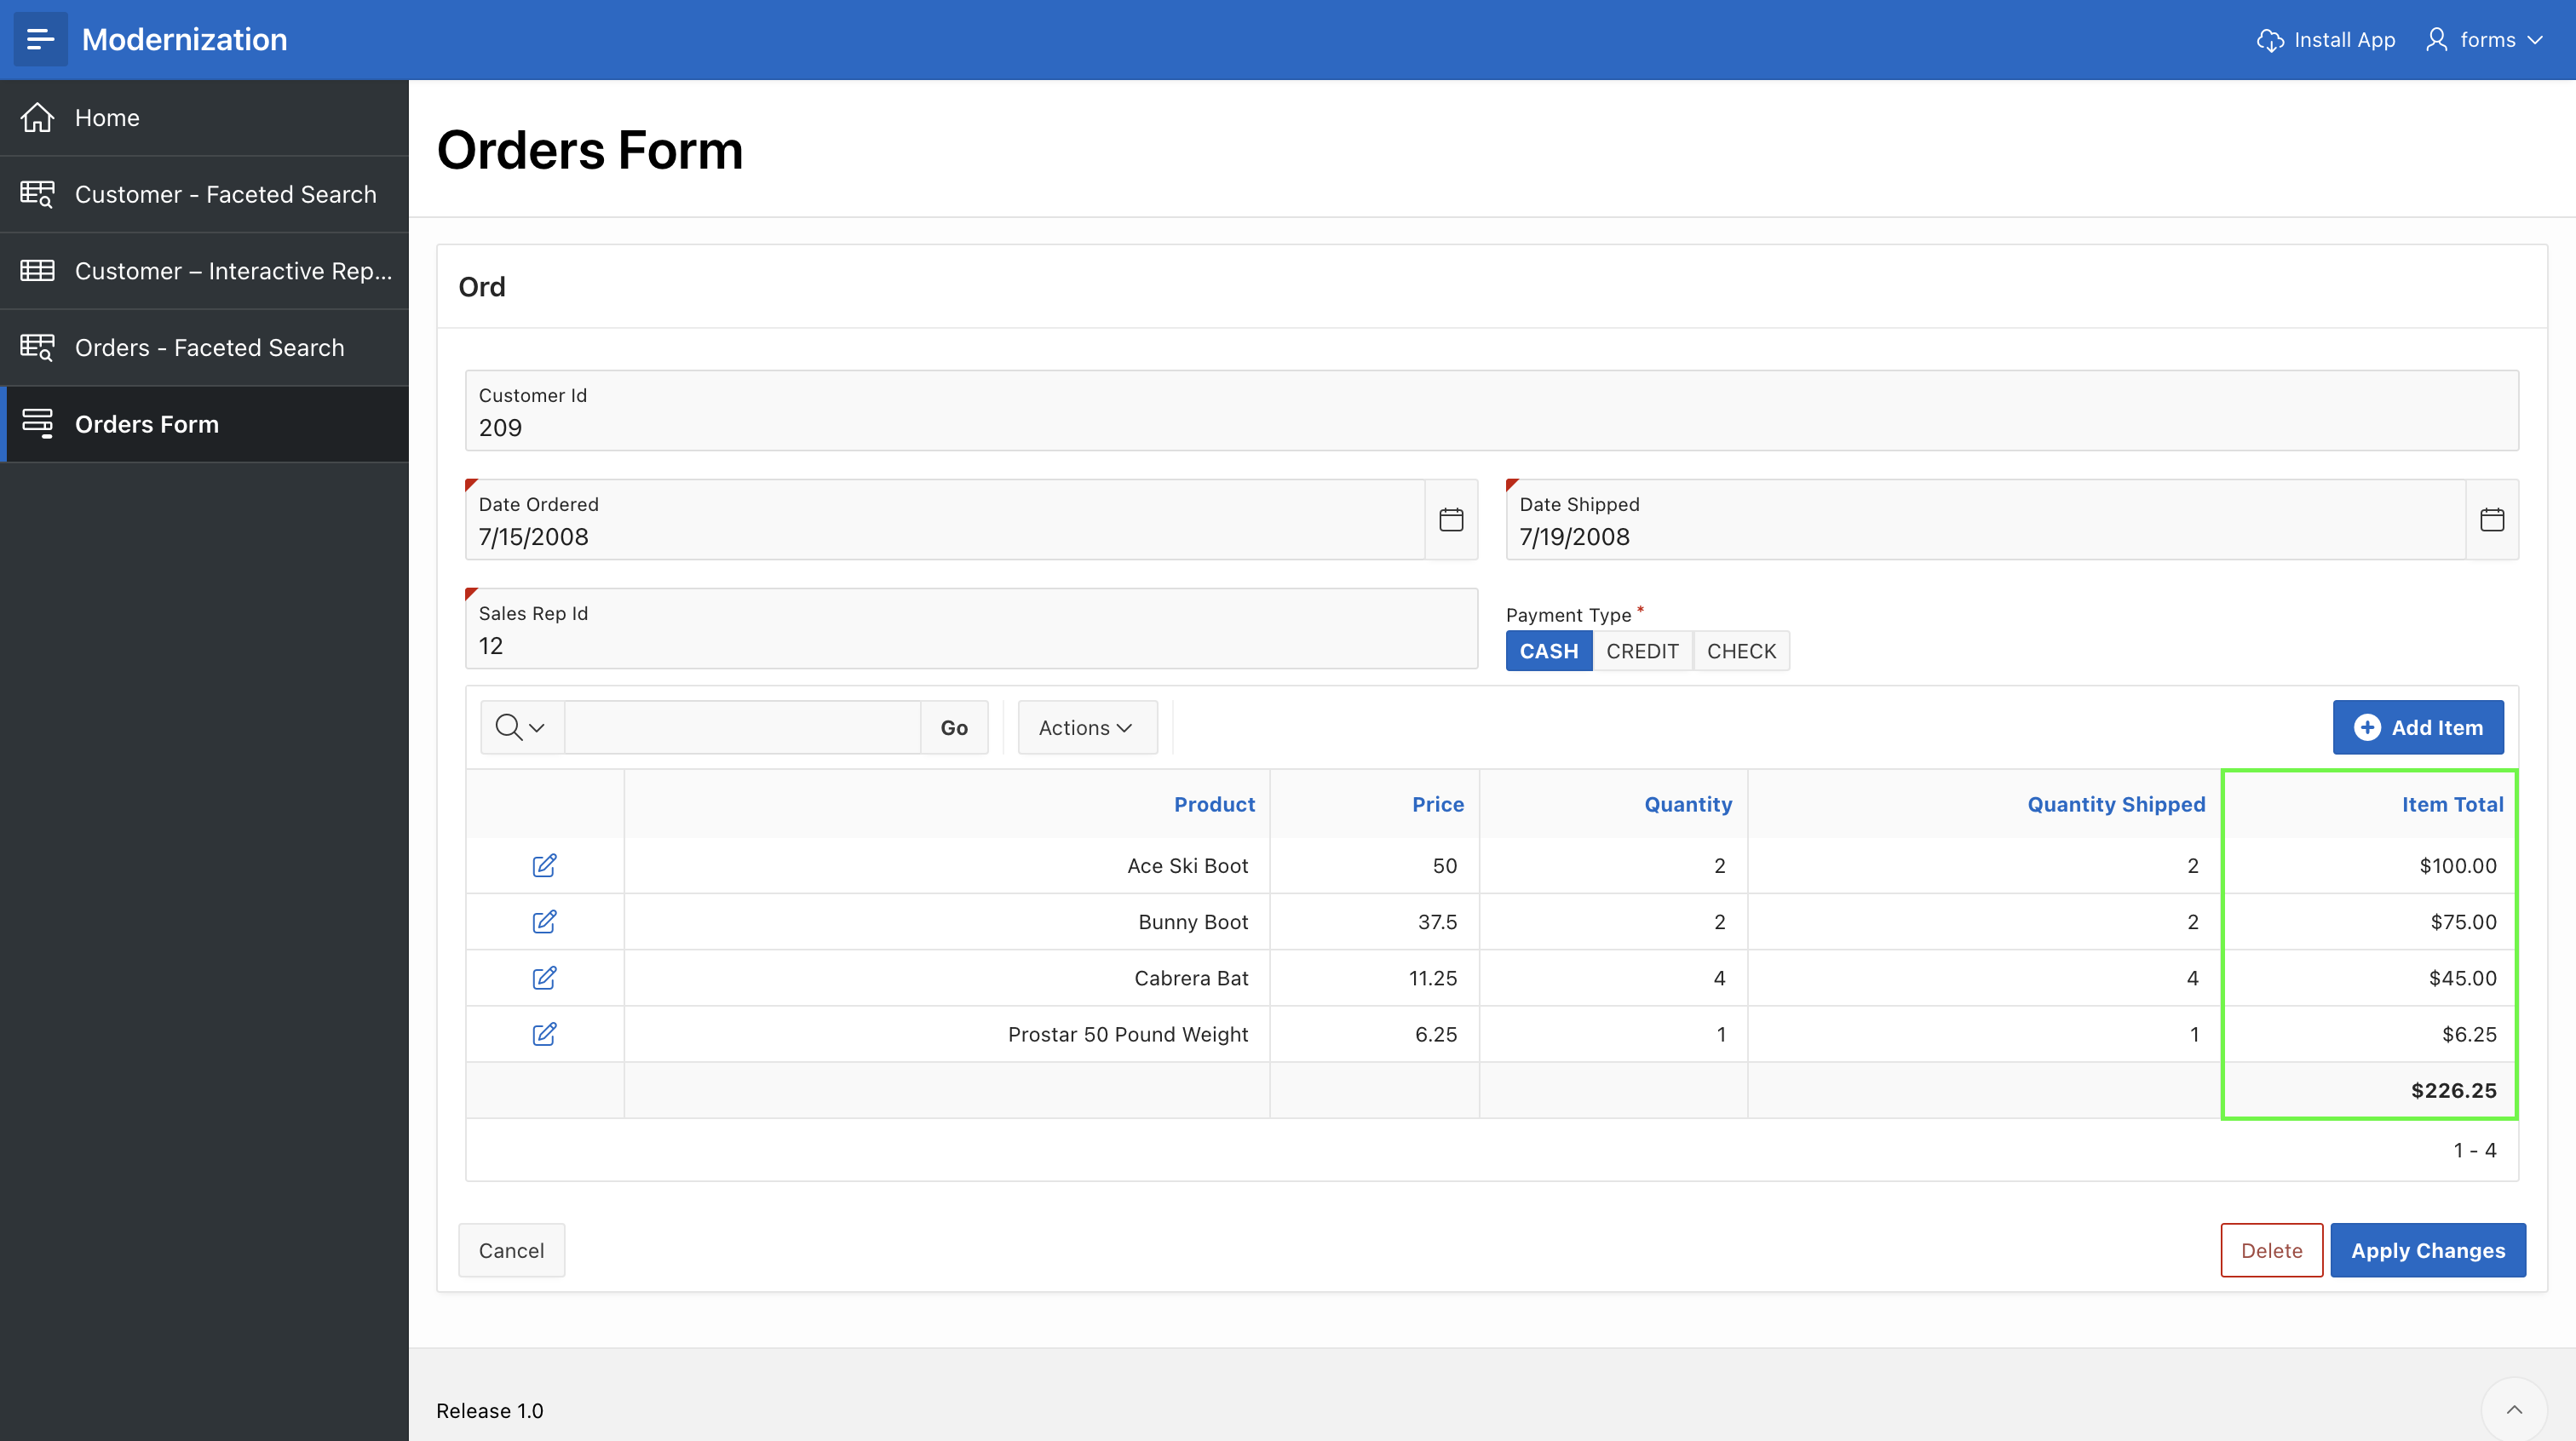 Modernization
Install App
forms
Home
Customer - Faceted Search
Customer – Interactive Rep...
Orders - Faceted Search
Orders Form
Orders Form
Ord
Customer Id
209
Date Ordered
7/15/2008
Date Shipped
7/19/2008
Sales Rep Id
12
Payment Type *
CASH CREDIT CHECK
Go
Actions
Add Item
Product Price Quantity Quantity Shipped Item Total
Ace Ski Boot 50 2 2 $100.00
Bunny Boot 37.5 2 2 $75.00
Cabrera Bat 11.25 4 4 $45.00
Prostar 50 Pound Weight 6.25 1 1 $6.25
$226.25
1 - 4
Cancel
Delete
Apply Changes
Release 1.0